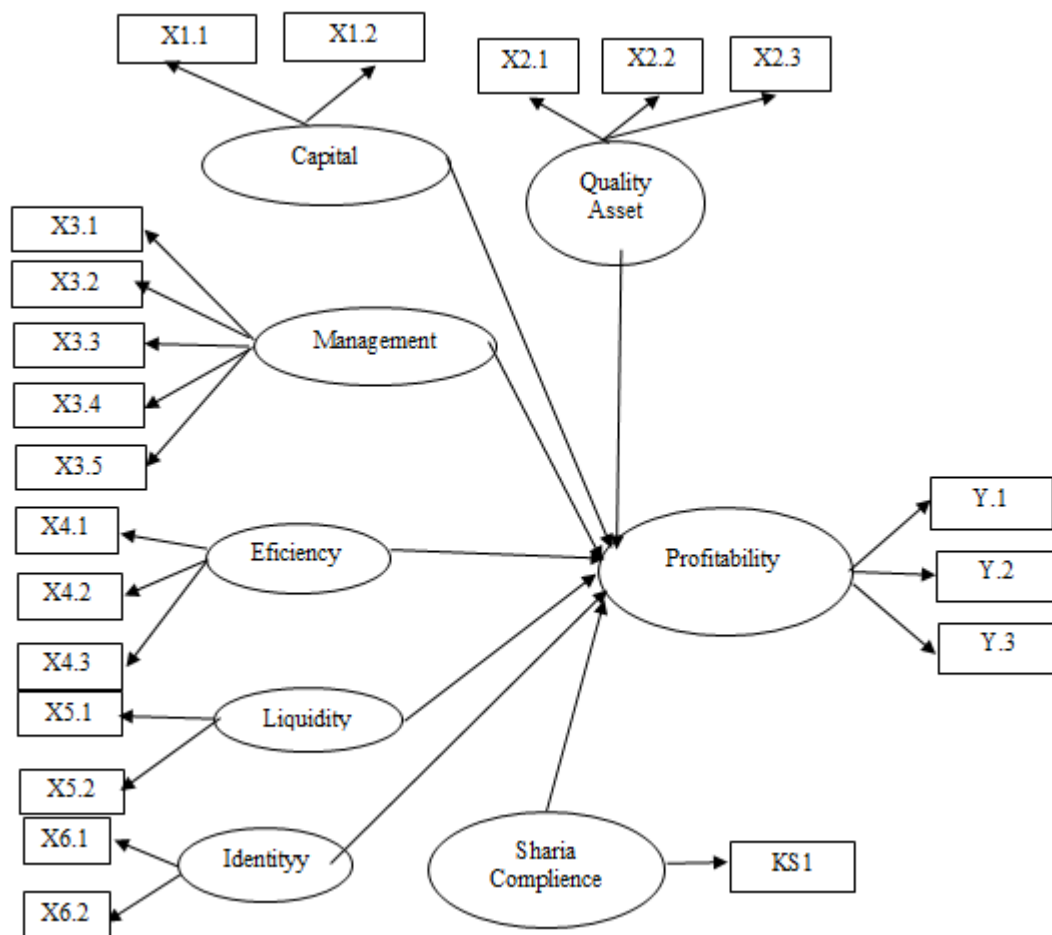 X1.1
X1.2
X2.1
X2.2
X2.3
Capital
Quality
Asset
X3.1
X3.2
X3.3
X3.4
X3.5
Management
X4.1
X4.2
X4.3
Eficiency
Profitability
Y.1
Y.2
Y.3
X5.1
X5.2
Liquidity
X6.1
X6.2
Identityy
Sharia
Complience
KS1